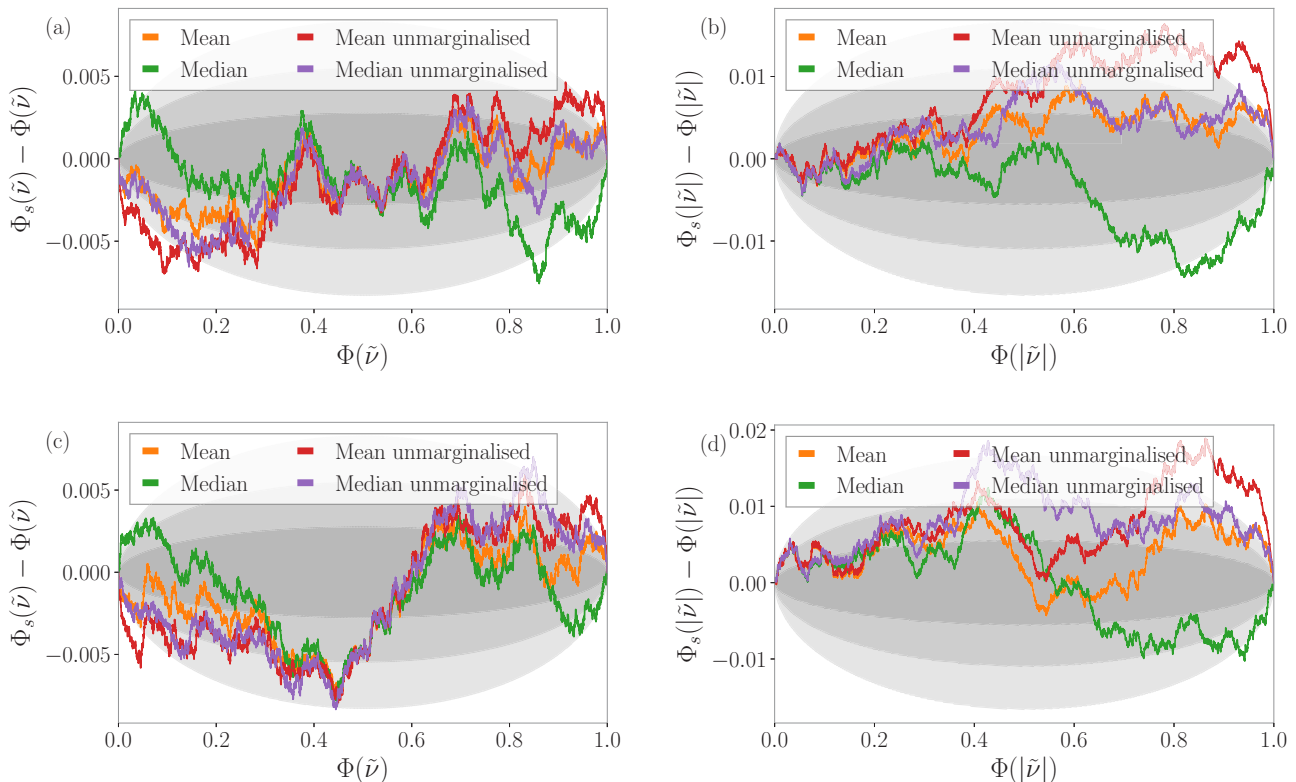 (a)
Mean
Mean unmarginalised
Median
Median unmarginalised
0.005
0.000
−0.005
Φ_s(ν̃) − Φ(ν̃)
0.0 0.2 0.4 0.6 0.8 1.0
Φ(ν̃)
(b)
Mean
Mean unmarginalised
Median
Median unmarginalised
0.01
0.00
−0.01
Φ_s(|ν̃|) − Φ(|ν̃|)
0.0 0.2 0.4 0.6 0.8 1.0
Φ(|ν̃|)
(c)
Mean
Mean unmarginalised
Median
Median unmarginalised
0.005
0.000
−0.005
Φ_s(ν̃) − Φ(ν̃)
0.0 0.2 0.4 0.6 0.8 1.0
Φ(ν̃)
(d)
Mean
Mean unmarginalised
Median
Median unmarginalised
0.02
0.01
0.00
−0.01
Φ_s(|ν̃|) − Φ(|ν̃|)
0.0 0.2 0.4 0.6 0.8 1.0
Φ(|ν̃|)